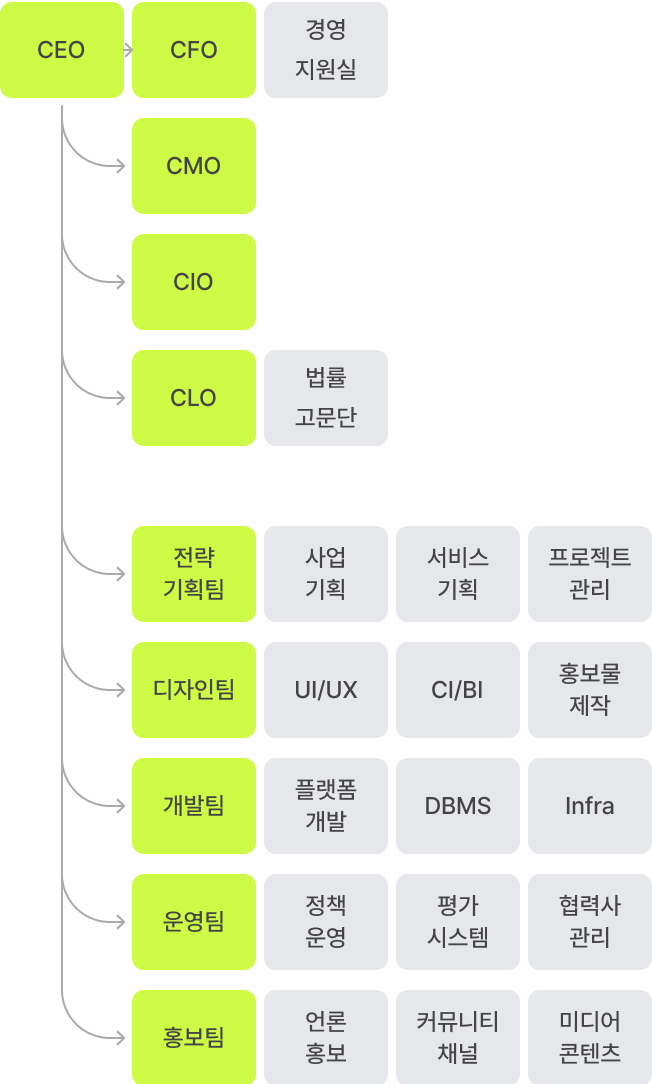 CEO
CFO
경영
지원실
CMO
CIO
CLO
법률
고문단
전략
기획팀
사업
기획
서비스
기획
프로젝트
관리
디자인팀
UI/UX
CI/BI
홍보물
제작
개발팀
플랫폼
개발
DBMS
Infra
운영팀
정책
운영
평가
시스템
협력사
관리
홍보팀
언론
홍보
커뮤니티
채널
미디어
콘텐츠